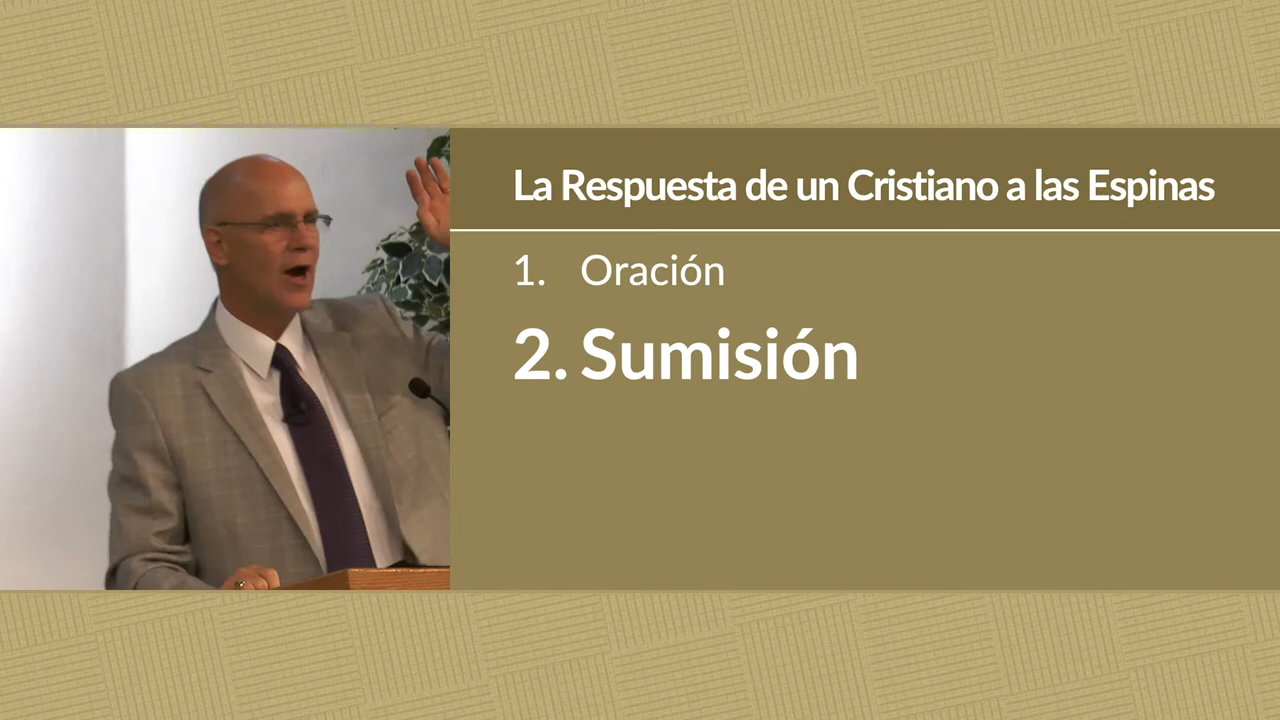 La Respuesta de un Cristiano a las Espinas
1. Oración
2. Sumisión